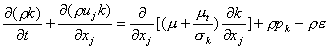 ∂(ρk)/∂t + ∂(ρu_j k)/∂x_j = ∂/∂x_j [(μ + μ_t/σ_k) ∂k/∂x_j] + ρp_k − ρε